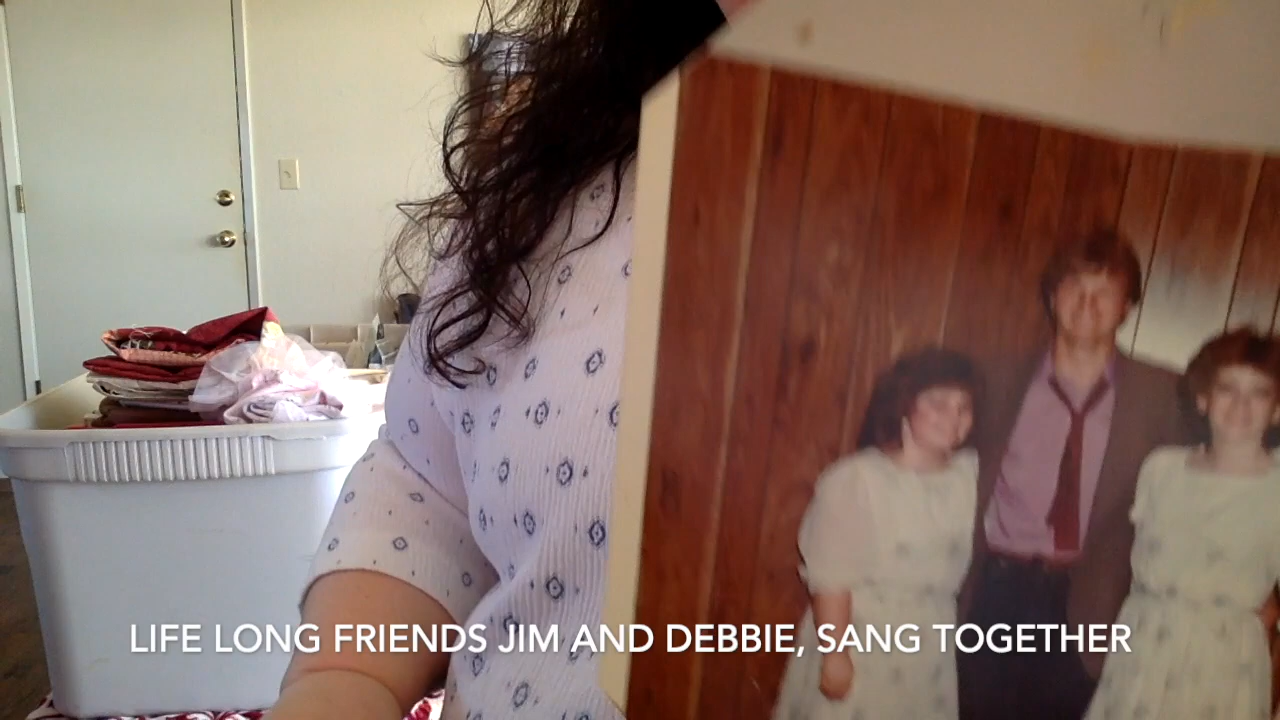 LIFE LONG FRIENDS JIM AND DEBBIE, SANG TOGETHER